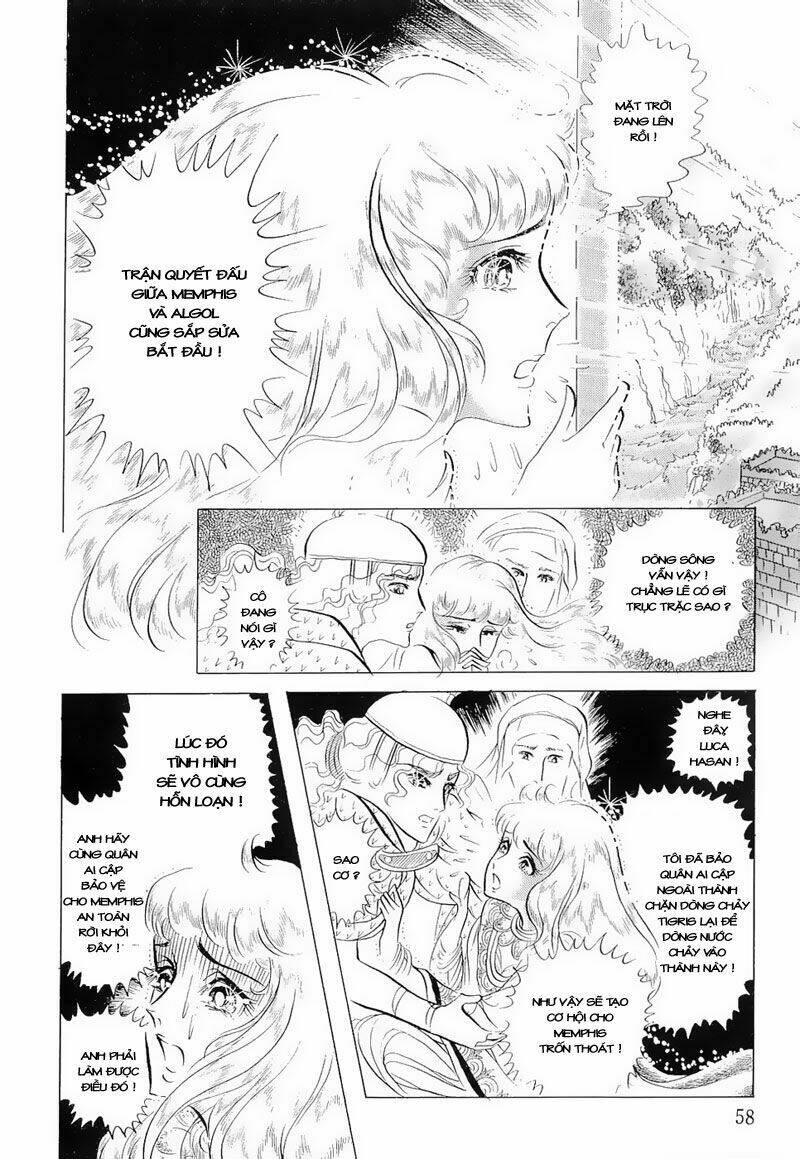 MẶT TRỜI
ĐANG LÊN
RỒI !
TRẬN QUYẾT ĐẤU
GIỮA MEMPHIS
VÀ ALGOL
CŨNG SẮP SỬA
BẮT ĐẦU !
DÒNG SÔNG
VẪN VẬY !
CHẲNG LẼ CÓ GÌ
TRỤC TRẶC SAO ?
CÔ
ĐANG
NÓI GÌ
VẬY ?
NGHE
ĐÂY,
LUCA
HASAN !
TÔI ĐÃ BẢO
QUÂN AI CẬP
NGOÀI THÀNH
CHẶN DÒNG CHẢY
TIGRIS LẠI ĐỂ
DÒNG NƯỚC
CHẢY VÀO
THÀNH NÀY !
SAO
CƠ ?
NHƯ VẬY SẼ TẠO
CƠ HỘI CHO
MEMPHIS
TRỐN THOÁT !
LÚC ĐÓ
TÌNH HÌNH
SẼ VÔ CÙNG
HỖN LOẠN !
ANH HÃY
CÙNG QUÂN
AI CẬP
BẢO VỆ
CHO MEMPHIS
AN TOÀN
RỜI KHỎI
ĐÂY !
ANH PHẢI
LÀM ĐƯỢC
ĐIỀU ĐÓ !
58